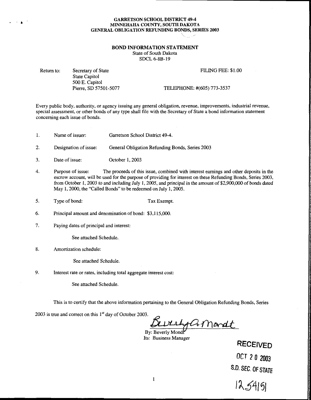 GARRETSON SCHOOL DISTRICT 49-4
MINNEHAHA COUNTY, SOUTH DAKOTA
GENERAL OBLIGATION REFUNDING BONDS, SERIES 2003
BOND INFORMATION STATEMENT
State of South Dakota
SDCL 6-8B-19
Return to: Secretary of State FILING FEE: $1.00
State Capitol
500 E. Capitol
Pierre, SD 57501-5077 TELEPHONE: #(605) 773-3537
Every public body, authority, or agency issuing any general obligation, revenue, improvements, industrial revenue,
special assessment, or other bonds of any type shall file with the Secretary of State a bond information statement
concerning each issue of bonds.
1. Name of issuer: Garretson School District 49-4.
2. Designation of issue: General Obligation Refunding Bonds, Series 2003
3. Date of issue: October 1, 2003
4. Purpose of issue: The proceeds of this issue, combined with interest earnings and other deposits in the
escrow account, will be used for the purpose of providing for interest on these Refunding Bonds, Series 2003,
from October 1, 2003 to and including July 1, 2005, and principal in the amount of $2,900,000 of bonds dated
May 1, 2000, the "Called Bonds" to be redeemed on July 1, 2005.
5. Type of bond: Tax Exempt.
6. Principal amount and denomination of bond: $3,115,000.
7. Paying dates of principal and interest:
See attached Schedule.
8. Amortization schedule:
See attached Schedule.
9. Interest rate or rates, including total aggregate interest cost:
See attached Schedule.
This is to certify that the above information pertaining to the General Obligation Refunding Bonds, Series
2003 is true and correct on this 1st day of October 2003.
Beverly A Mondt
By: Beverly Mondt
Its: Business Manager
RECEIVED
OCT 20 2003
S.D. SEC OF STATE
1254151
1